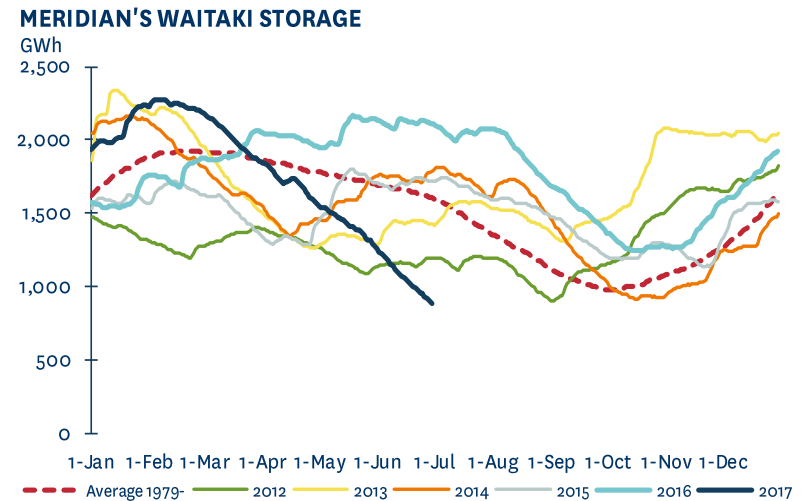 MERIDIAN'S WAITAKI STORAGE
GWh
2,500
2,000
1,500
1,000
500
0
1-Jan 1-Feb 1-Mar 1-Apr 1-May 1-Jun 1-Jul 1-Aug 1-Sep 1-Oct 1-Nov 1-Dec
Average 1979- 2012 2013 2014 2015 2016 2017